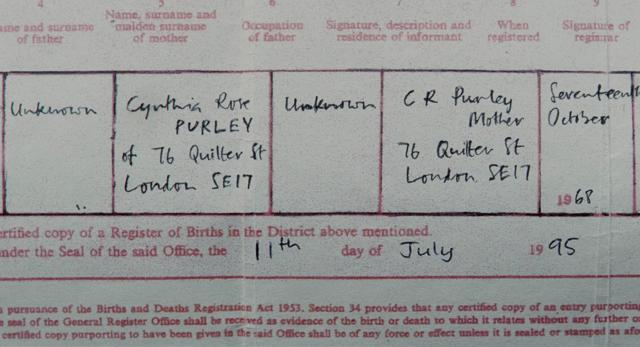 4 5 6 7 8 9
Name, surname and
maiden surname
of mother
me and surname
of father
Occupation
of father
Signature, description and
residence of informant
When
registered
Signature of
registrar
Unknown
Cynthia Rose
PURLEY
of 76 Quilter St
London SE17
Unknown
C R Purley
Mother
76 Quilter St
London SE17
Seventeenth
October
1968
ertified copy of a Register of Births in the District above mentioned.
nder the Seal of the said Office, the 11th day of July 1995
pursuance of the Births and Deaths Registration Act 1953. Section 34 provides that any certified copy of an entry purporting
e seal of the General Register Office shall be received as evidence of the birth or death to which it relates without any further o
certified copy purporting to have been given in the said Office shall be of any force or effect unless it is sealed or stamped as afo